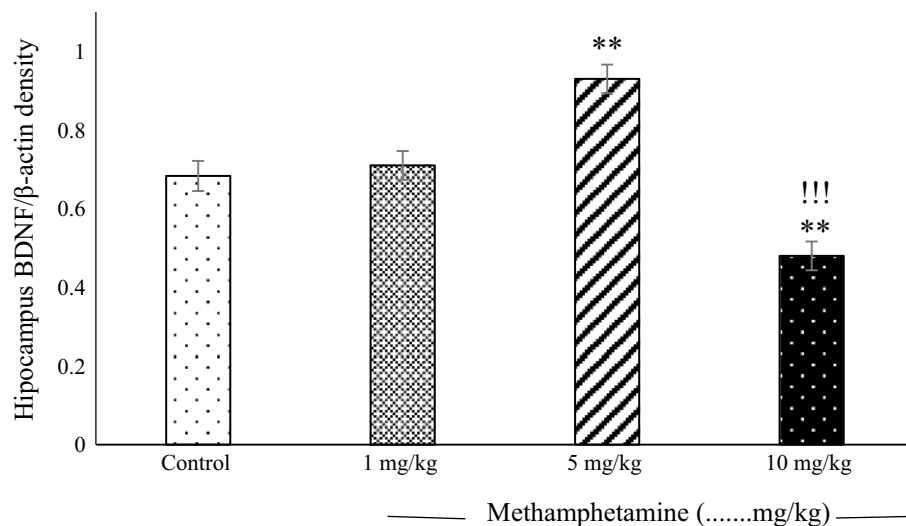 Hipocampus BDNF/β-actin density
1
0.8
0.6
0.4
0.2
0
**
!!!
**
Control
1 mg/kg
5 mg/kg
10 mg/kg
Methamphetamine (.......mg/kg)